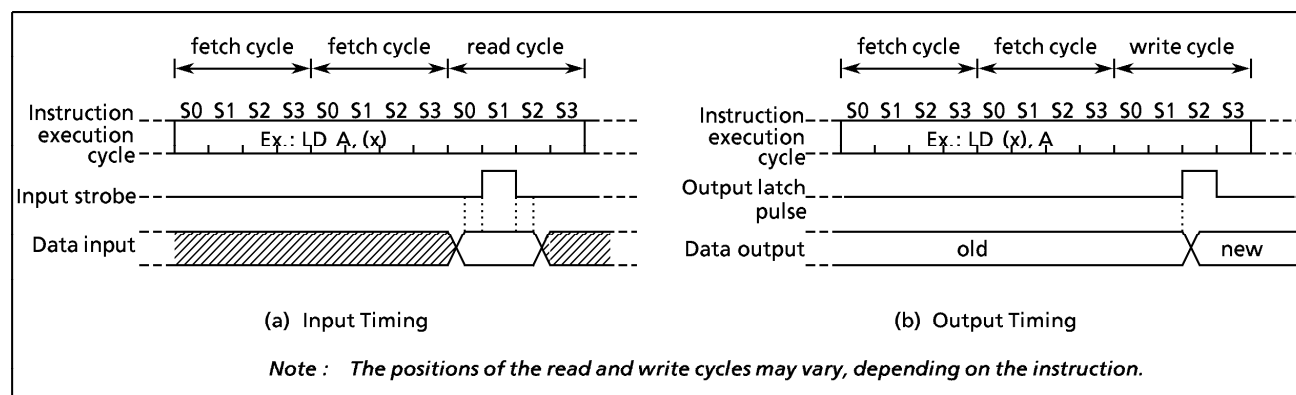 fetch cycle fetch cycle read cycle
S0 S1 S2 S3 S0 S1 S2 S3 S0 S1 S2 S3
Instruction
execution
cycle
Ex.: LD A, (x)
Input strobe
Data input
(a) Input Timing
fetch cycle fetch cycle write cycle
S0 S1 S2 S3 S0 S1 S2 S3 S0 S1 S2 S3
Instruction
execution
cycle
Ex.: LD (x), A
Output latch
pulse
Data output
old new
(b) Output Timing
Note : The positions of the read and write cycles may vary, depending on the instruction.